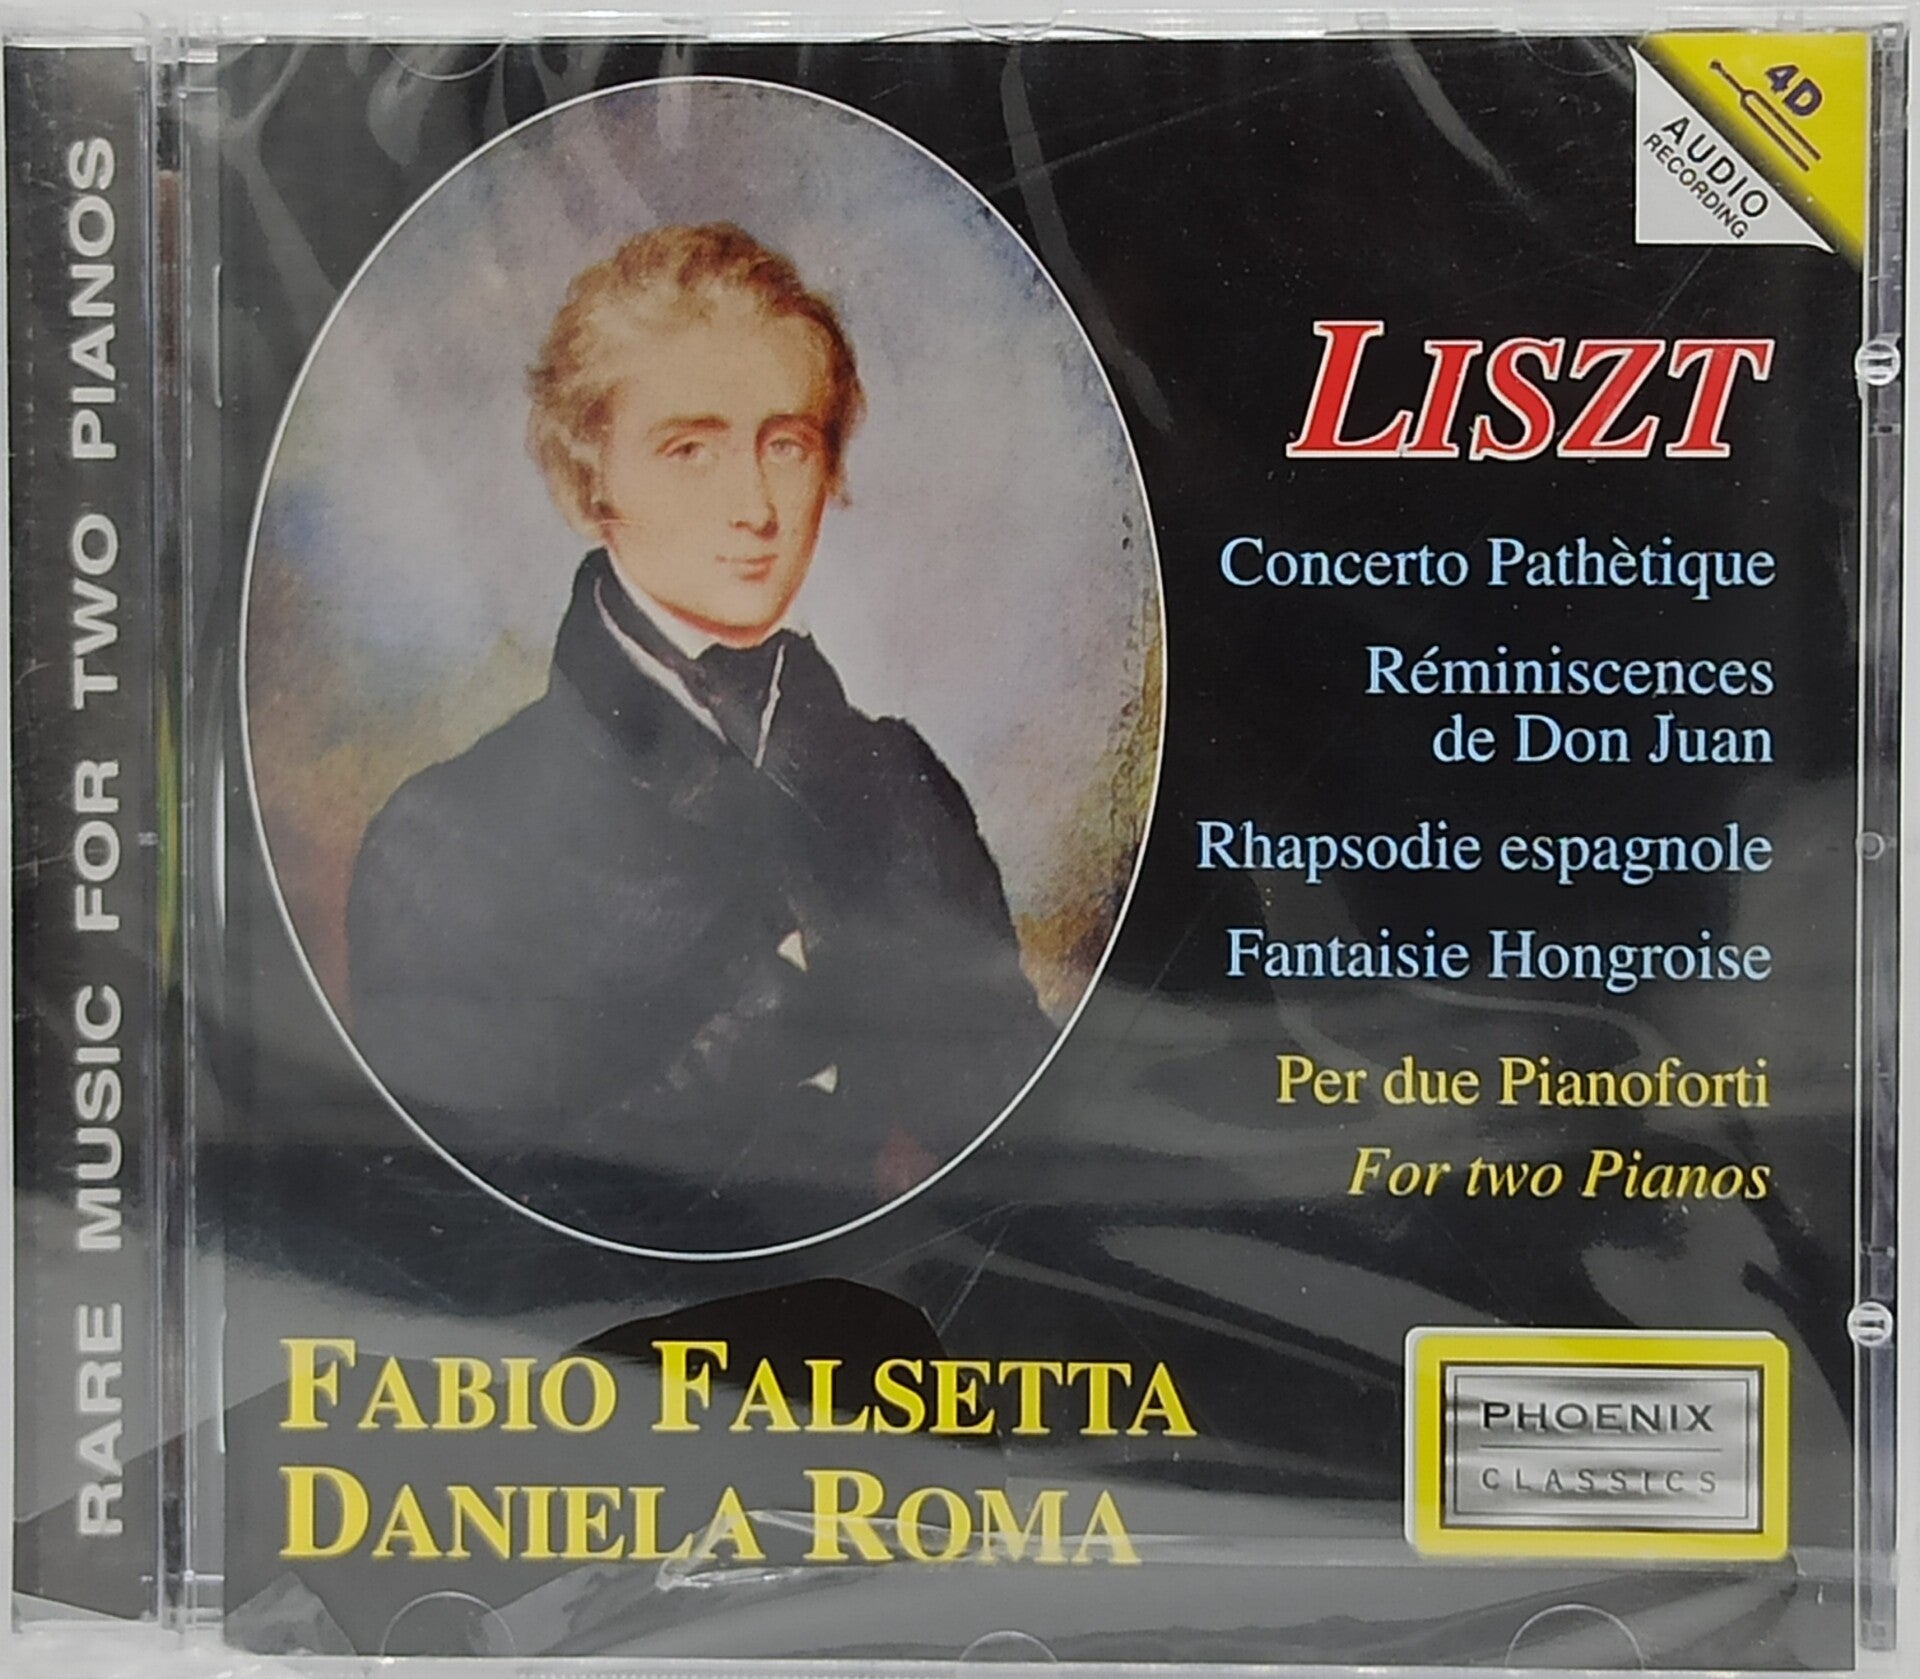 RARE MUSIC FOR TWO PIANOS
4D
AUDIO
RECORDING
LISZT
Concerto Pathètique
Réminiscences
de Don Juan
Rhapsodie espagnole
Fantaisie Hongroise
Per due Pianoforti
For two Pianos
FABIO FALSETTA
DANIELA ROMA
PHOENIX
CLASSICS